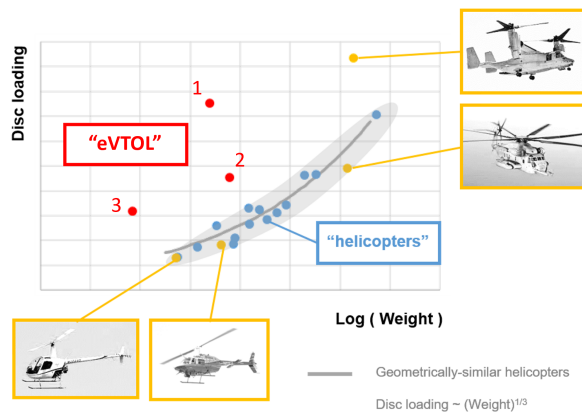 Disc loading
1
"eVTOL"
2
3
"helicopters"
Log ( Weight )
Geometrically-similar helicopters
Disc loading ~ (Weight)^1/3